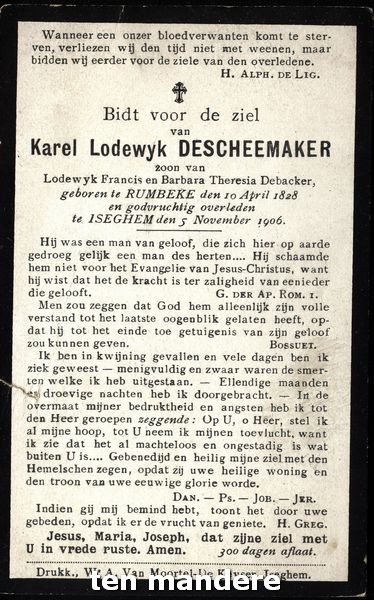 Wanneer een onzer bloedverwanten komt te ster-
ven, verliezen wij den tijd niet met weenen, maar
bidden wij eerder voor de ziele van den overledene.
H. ALPH. DE LIG.
Bidt voor de ziel
van
Karel Lodewyk DESCHEEMAKER
zoon van
Lodewyk Francis en Barbara Theresia Debacker,
geboren te RUMBEKE den 10 April 1828
en godvruchtig overleden
te ISEGHEM den 5 November 1906.
Hij was een man van geloof, die zich hier op aarde
gedroeg gelijk een man des herten.... Hij schaamde
hem niet voor het Evangelie van Jesus-Christus, want
hij wist dat het de kracht is ter zaligheid van eenieder
die gelooft. G. DER AP. ROM. I.
Men zou zeggen dat God hem alleenlijk zijn volle
verstand tot het laatste oogenblik gelaten heeft, op-
dat hij tot het einde toe getuigenis van zijn geloof
zou kunnen geven. BOSSUET.
Ik ben in kwijning gevallen en vele dagen ben ik
ziek geweest — menigvuldig en zwaar waren de smer-
ten welke ik heb uitgestaan. — Ellendige maanden
en droevige nachten heb ik doorgebracht. — In de
overmaat mijner bedruktheid en angsten heb ik tot
den Heer geroepen zeggende: Op U, o Heer, stel ik
al mijne hoop, tot U neem ik mijnen toevlucht, want
ik zie dat het al machteloos en ongestadig is wat
buiten U is.... Gebenedijd en heilig mijne ziel met den
Hemelschen zegen, opdat zij uwe heilige woning en
den troon van uwe eeuwige glorie worde.
DAN. — PS. — JOB. — JER.
Indien gij mij bemind hebt, toont het door uwe
gebeden, opdat ik er de vrucht van geniete. H. GREG.
Jesus, Maria, Joseph, dat zijne ziel met
U in vrede ruste. Amen. 300 dagen aflaat.
Drukk., We A. Van Moortel-De Keyser, Iseghem.
ten mandere